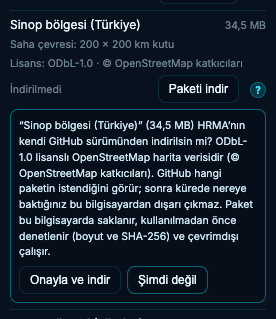 Sinop bölgesi (Türkiye) 34,5 MB
Saha çevresi: 200 × 200 km kutu
Lisans: ODbL-1.0 · © OpenStreetMap katkıcıları
İndirilmedi Paketi indir ?
“Sinop bölgesi (Türkiye)” (34,5 MB) HRMA’nın
kendi GitHub sürümünden indirilsin mi? ODbL-
1.0 lisanslı OpenStreetMap harita verisidir (©
OpenStreetMap katkıcıları). GitHub hangi
paketin istendiğini görür; sonra kürede nereye
baktığınız bu bilgisayardan dışarı çıkmaz. Paket
bu bilgisayarda saklanır, kullanılmadan önce
denetlenir (boyut ve SHA-256) ve çevrimdışı
çalışır.
Onayla ve indir Şimdi değil